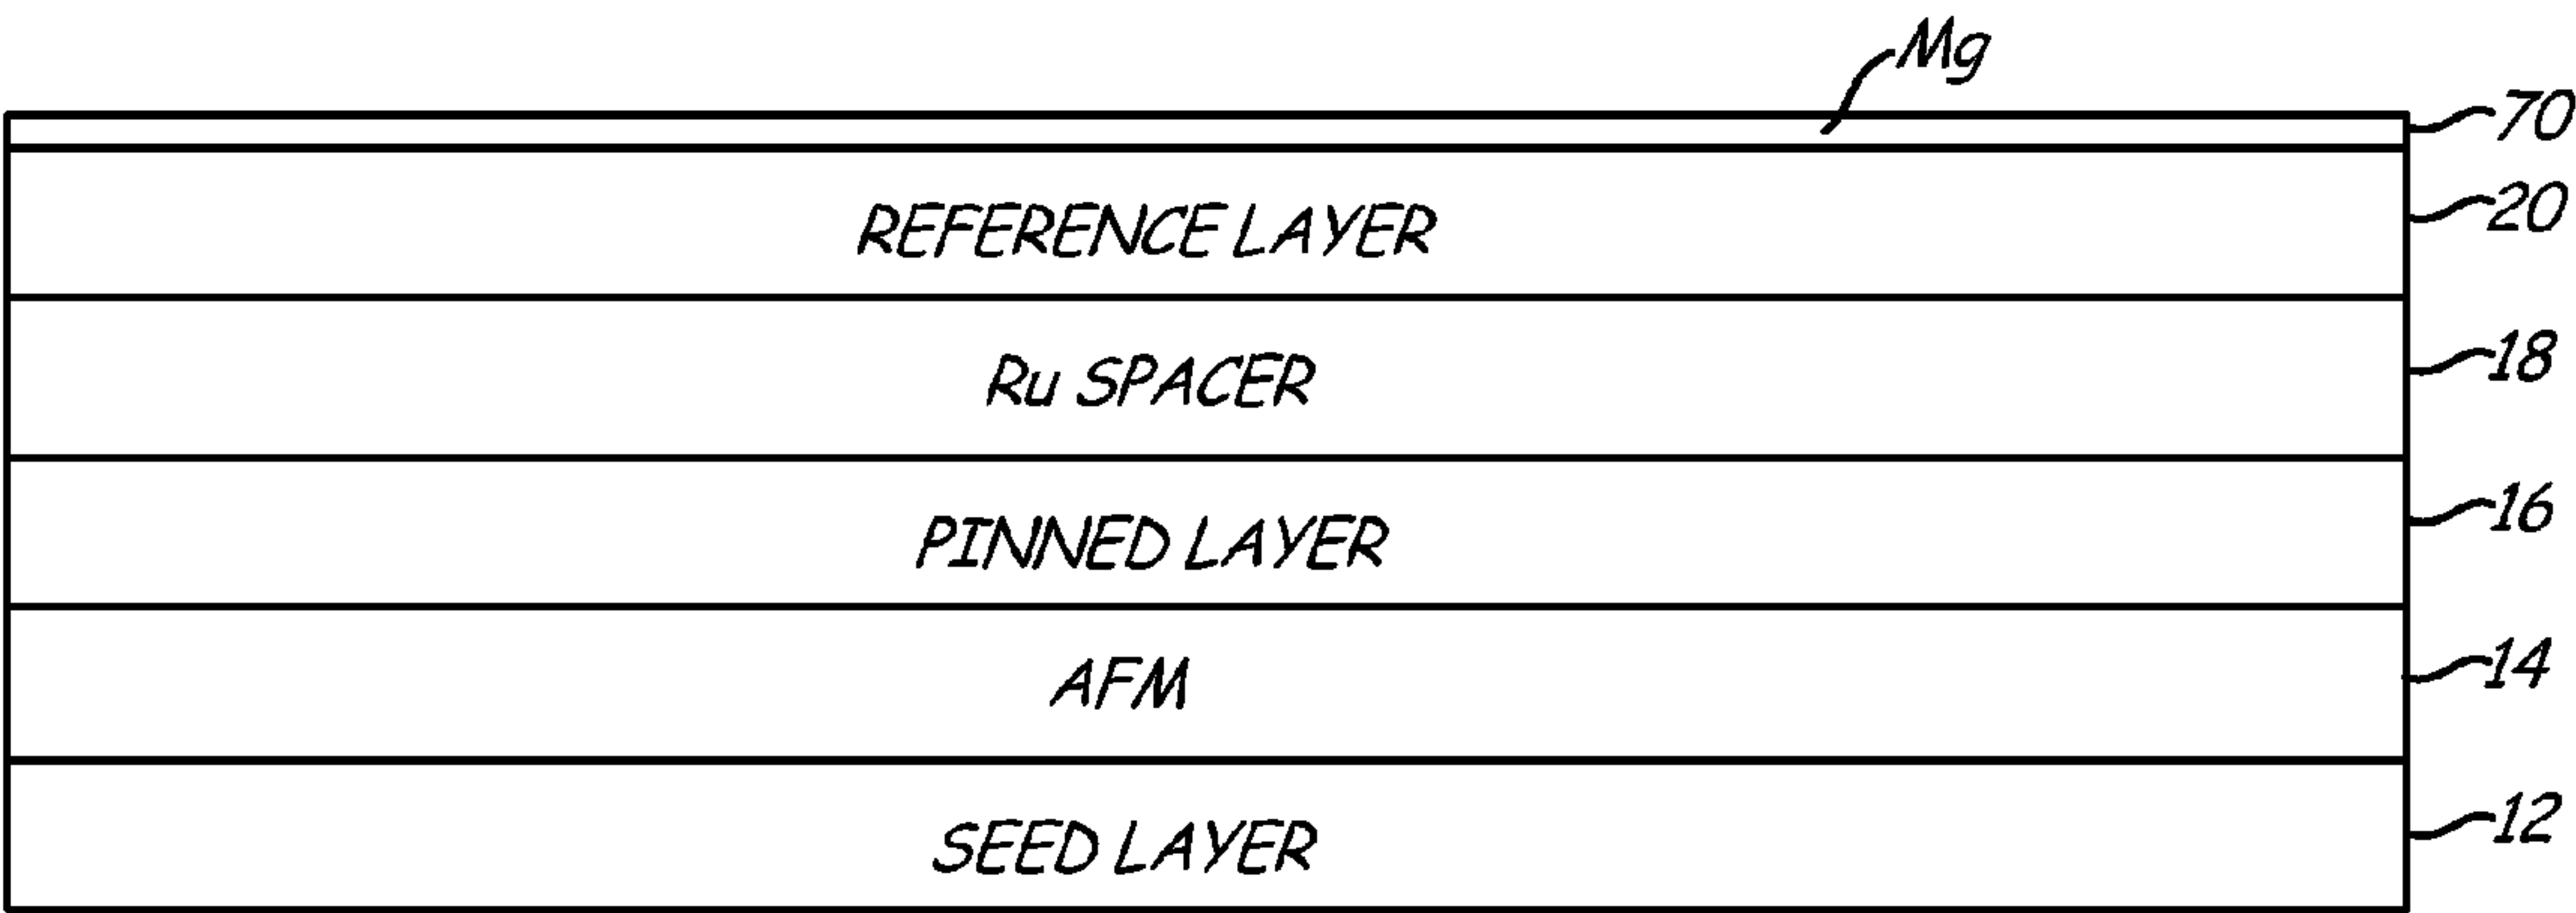 Mg
70
REFERENCE LAYER
20
Ru SPACER
18
PINNED LAYER
16
AFM
14
SEED LAYER
12